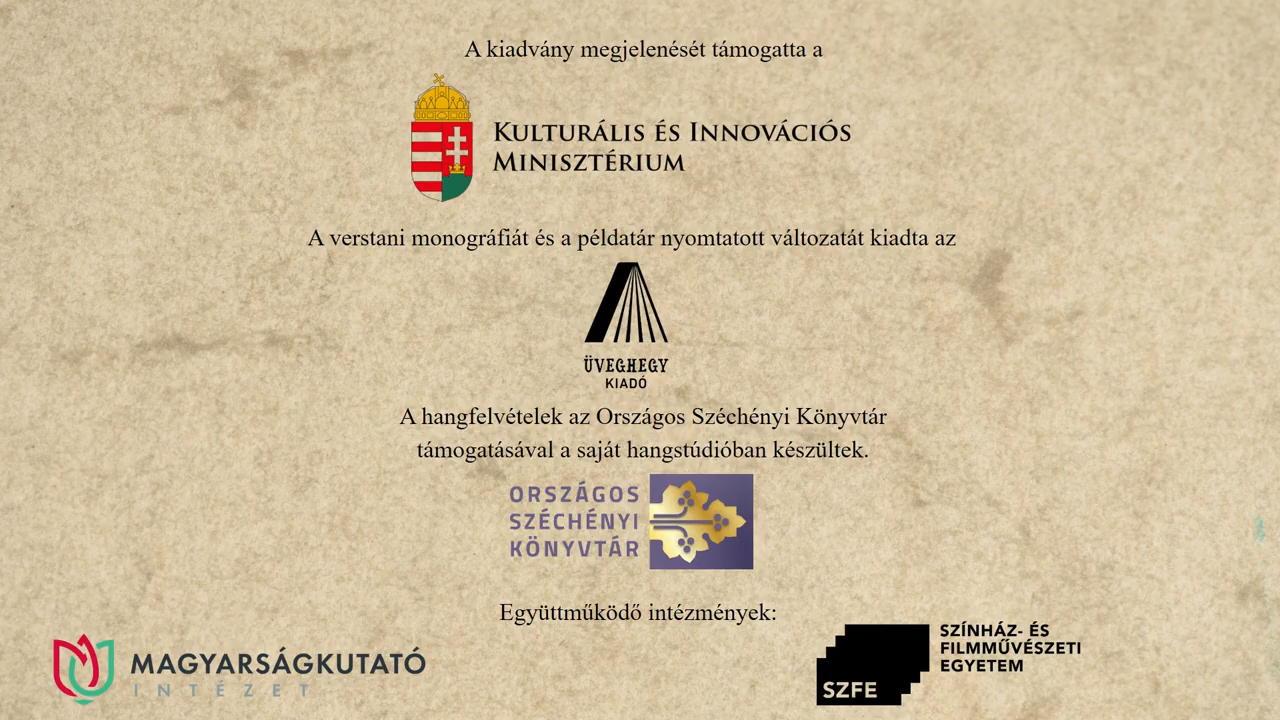 A kiadvány megjelenését támogatta a
Kulturális és Innovációs
Minisztérium
A verstani monográfiát és a példatár nyomtatott változatát kiadta az
ÜVEGHEGY
KIADÓ
A hangfelvételek az Országos Széchényi Könyvtár
támogatásával a saját hangstúdióban készültek.
ORSZÁGOS
SZÉCHÉNYI
KÖNYVTÁR
Együttműködő intézmények:
MAGYARSÁGKUTATÓ
INTÉZET
SZFE
SZÍNHÁZ- ÉS
FILMMŰVÉSZETI
EGYETEM